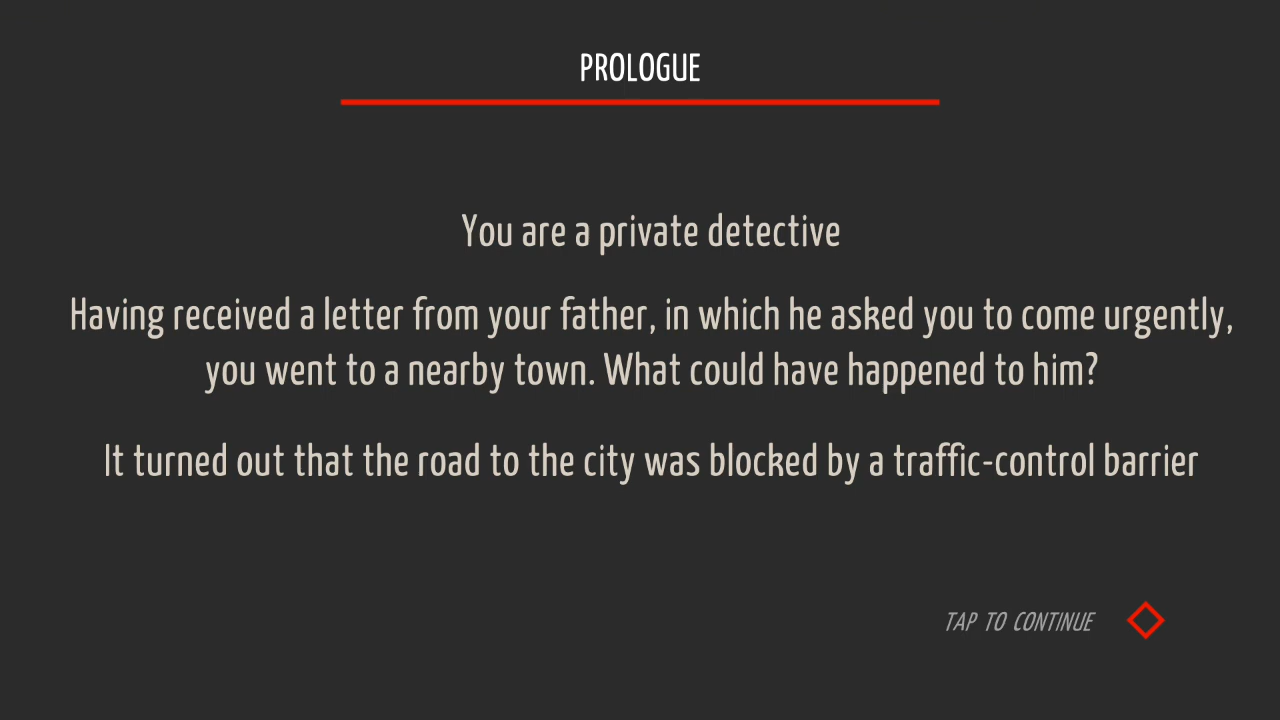 PROLOGUE
You are a private detective
Having received a letter from your father, in which he asked you to come urgently,
you went to a nearby town. What could have happened to him?
It turned out that the road to the city was blocked by a traffic-control barrier
TAP TO CONTINUE